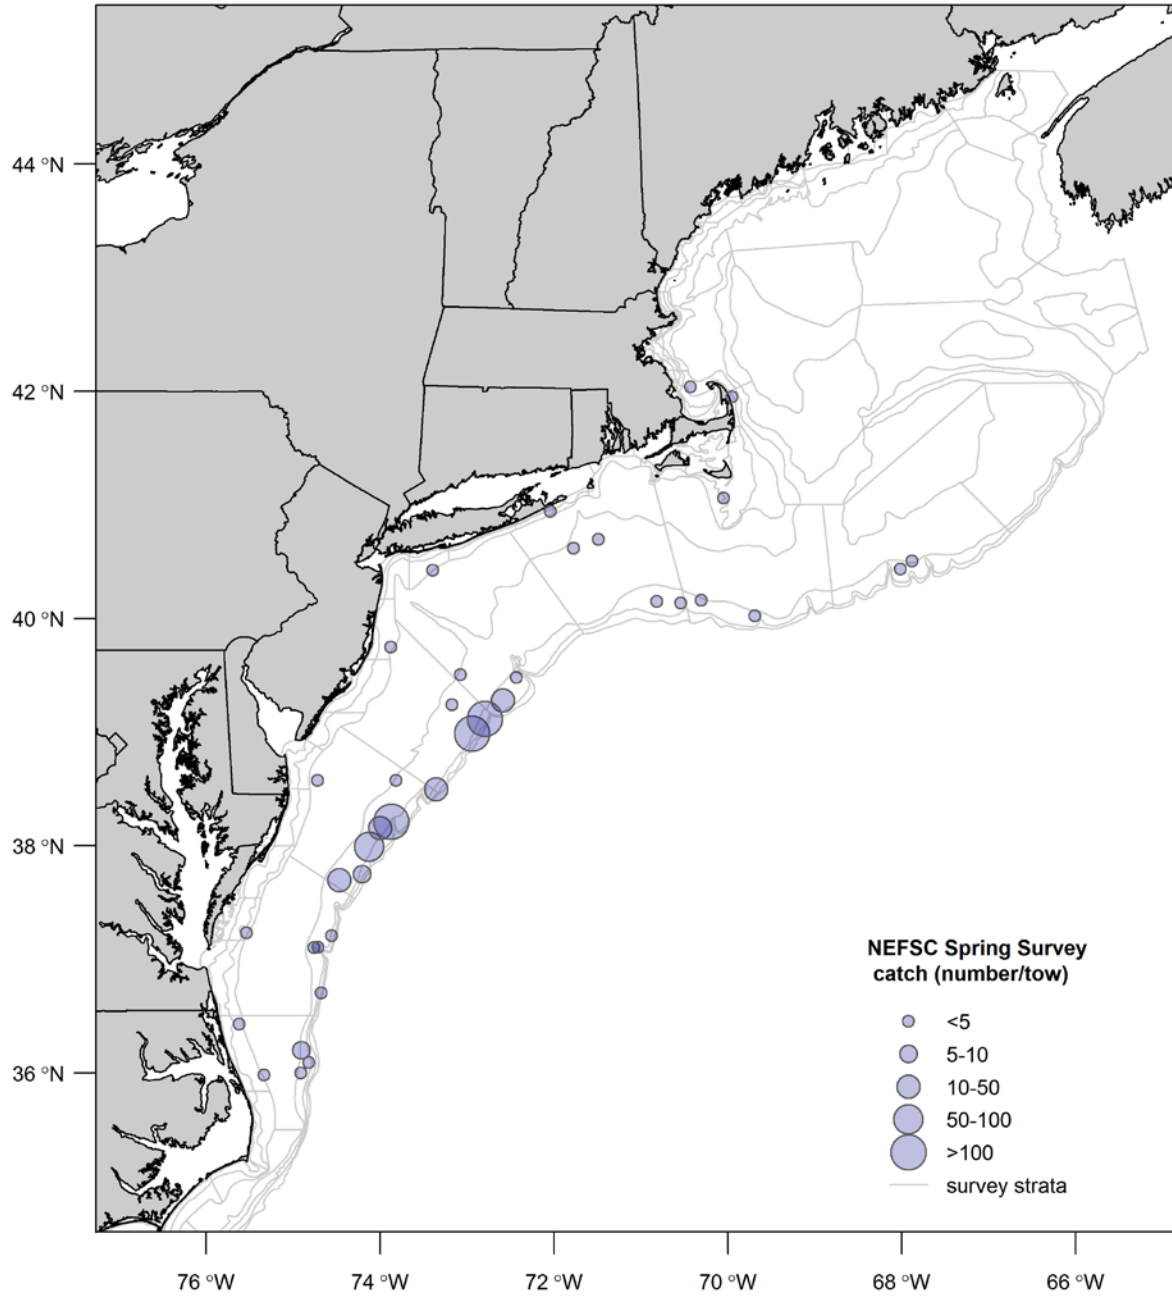 44 °N
42 °N
40 °N
38 °N
36 °N
NEFSC Spring Survey
catch (number/tow)
<5
5-10
10-50
50-100
>100
survey strata
76 °W
74 °W
72 °W
70 °W
68 °W
66 °W